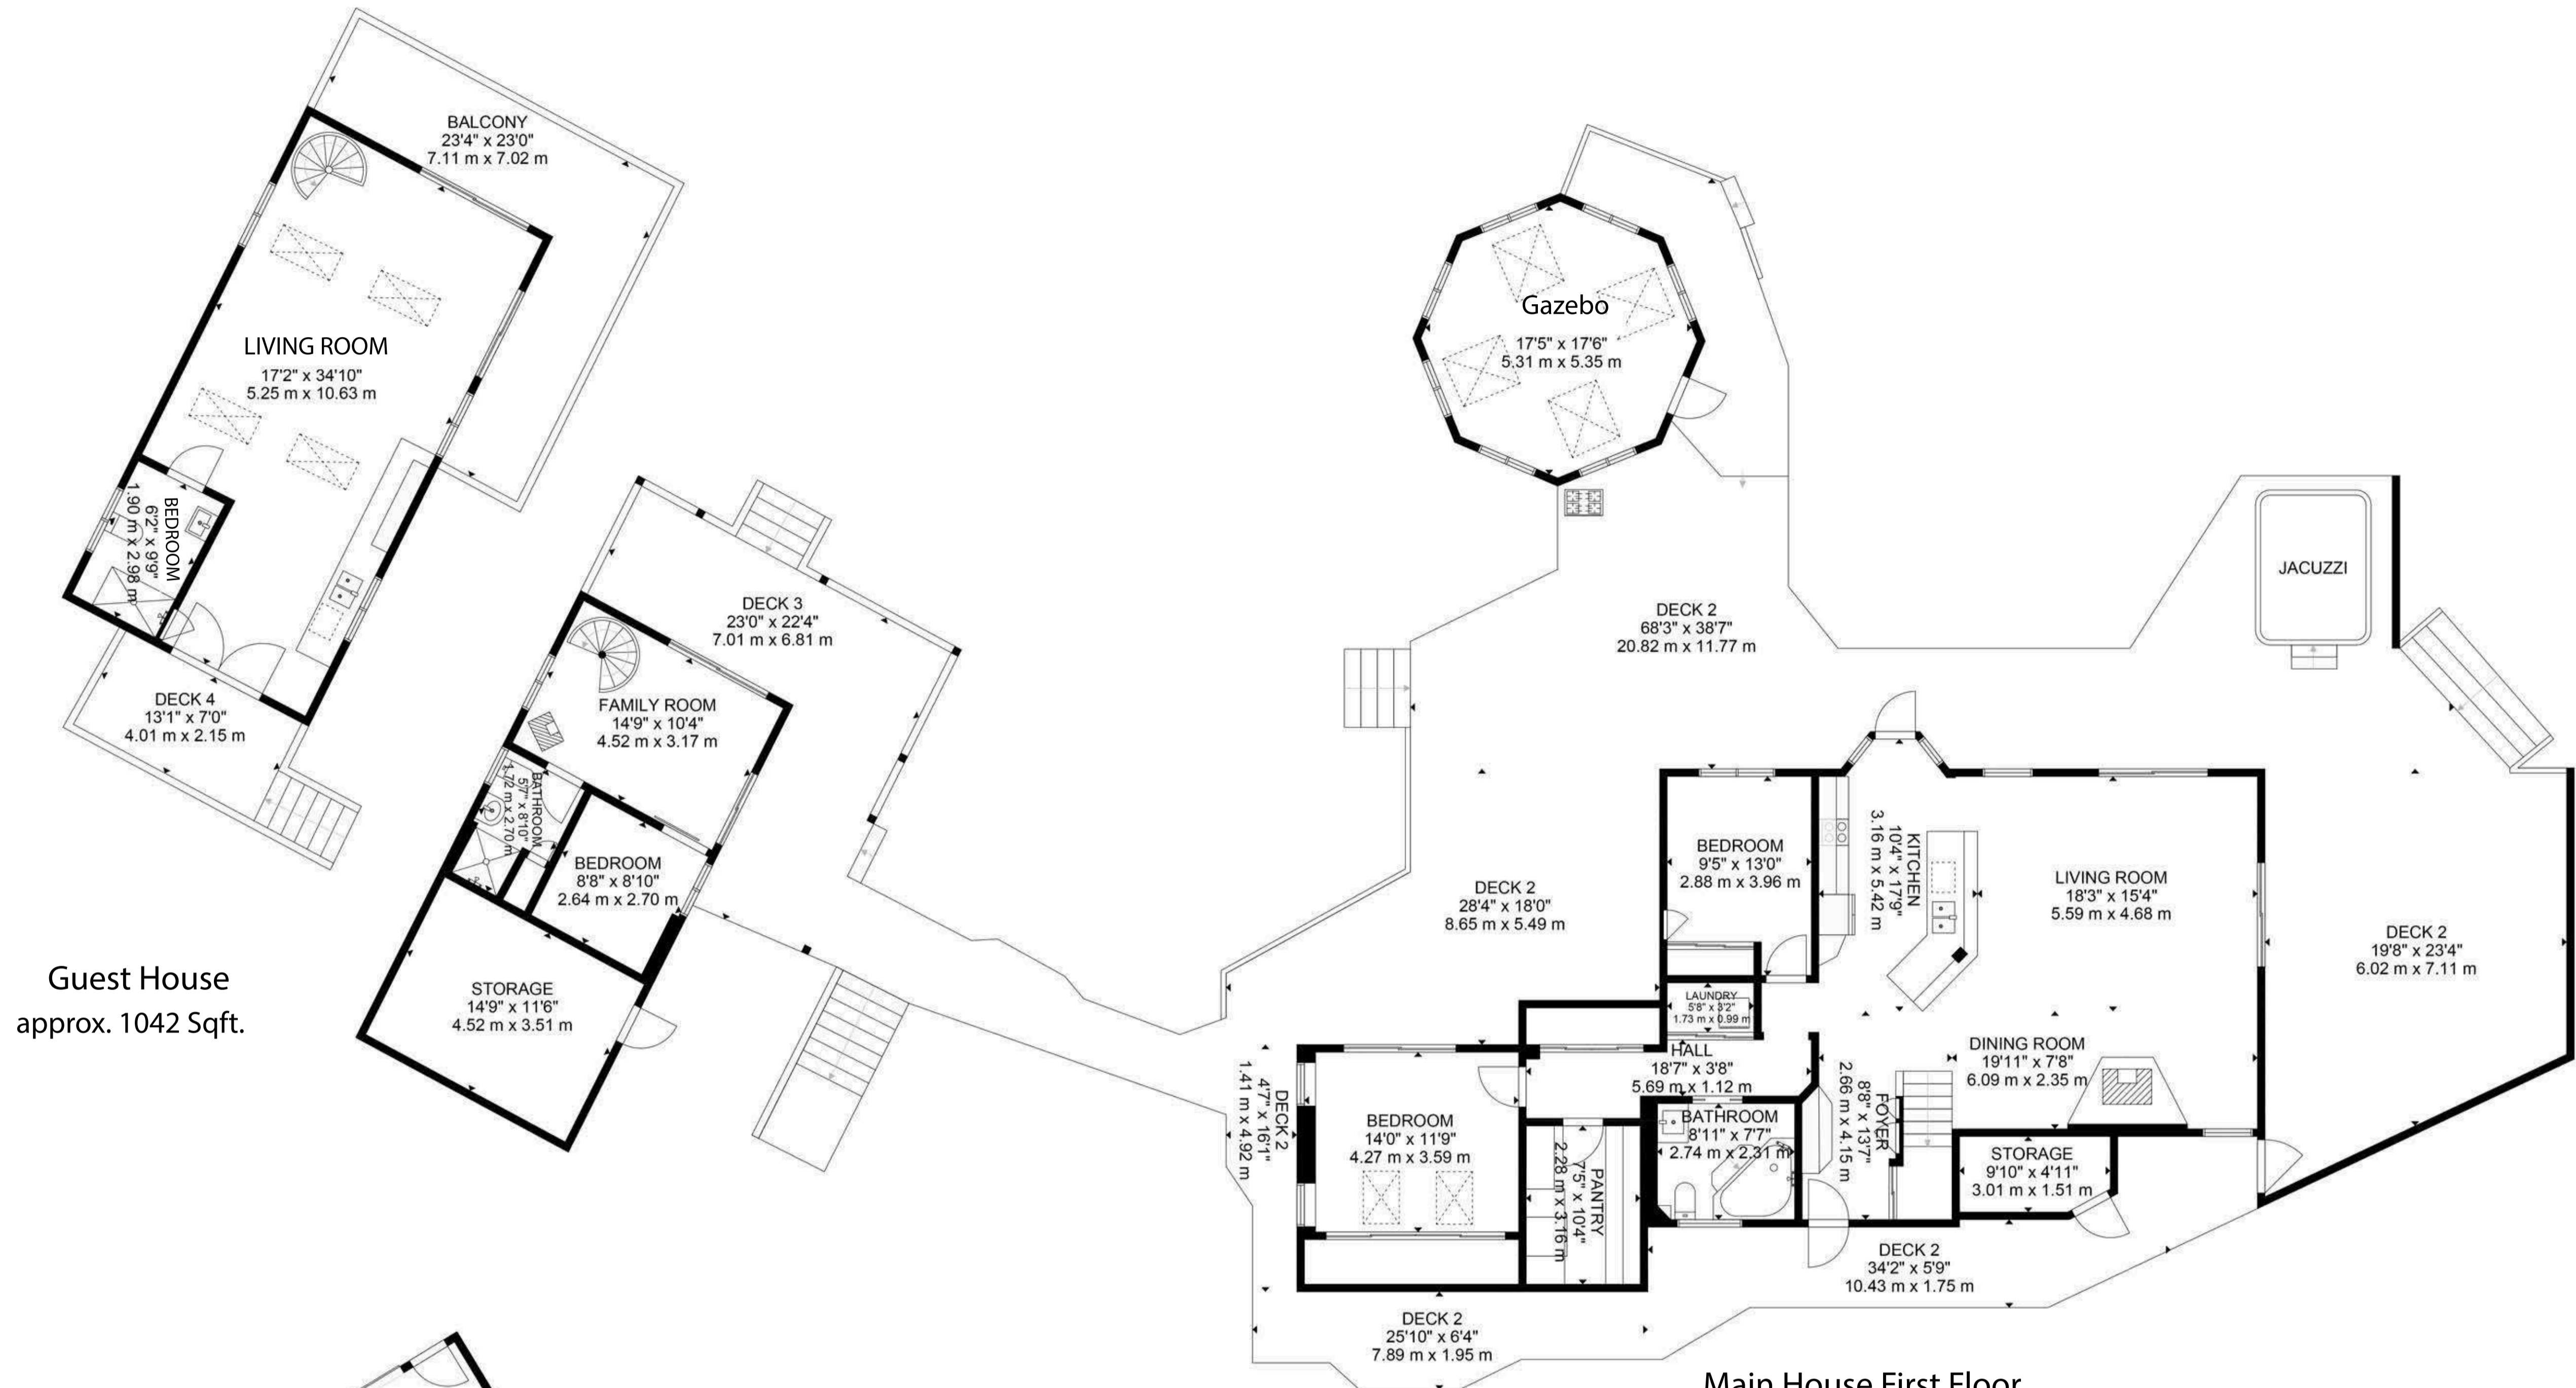 BALCONY
23'4" x 23'0"
7.11 m x 7.02 m
LIVING ROOM
17'2" x 34'10"
5.25 m x 10.63 m
BEDROOM
6'2" x 9'9"
1.90 m x 2.98 m
DECK 4
13'1" x 7'0"
4.01 m x 2.15 m
DECK 3
23'0" x 22'4"
7.01 m x 6.81 m
FAMILY ROOM
14'9" x 10'4"
4.52 m x 3.17 m
BATHROOM
5'7" x 8'10"
1.72 m x 2.70 m
BEDROOM
8'8" x 8'10"
2.64 m x 2.70 m
STORAGE
14'9" x 11'6"
4.52 m x 3.51 m
Guest House
approx. 1042 Sqft.
Gazebo
17'5" x 17'6"
5.31 m x 5.35 m
DECK 2
68'3" x 38'7"
20.82 m x 11.77 m
JACUZZI
DECK 2
28'4" x 18'0"
8.65 m x 5.49 m
BEDROOM
9'5" x 13'0"
2.88 m x 3.96 m
KITCHEN
10'4" x 17'9"
3.16 m x 5.42 m
LIVING ROOM
18'3" x 15'4"
5.59 m x 4.68 m
DECK 2
19'8" x 23'4"
6.02 m x 7.11 m
LAUNDRY
5'8" x 3'2"
1.73 m x 0.99 m
HALL
18'7" x 3'8"
5.69 m x 1.12 m
DINING ROOM
19'11" x 7'8"
6.09 m x 2.35 m
DECK 2
4'7" x 16'1"
1.41 m x 4.92 m
BEDROOM
14'0" x 11'9"
4.27 m x 3.59 m
PANTRY
7'5" x 10'4"
2.28 m x 3.16 m
BATHROOM
8'11" x 7'7"
2.74 m x 2.31 m
FOYER
8'8" x 13'7"
2.66 m x 4.15 m
STORAGE
9'10" x 4'11"
3.01 m x 1.51 m
DECK 2
34'2" x 5'9"
10.43 m x 1.75 m
DECK 2
25'10" x 6'4"
7.89 m x 1.95 m
Main House First Floor